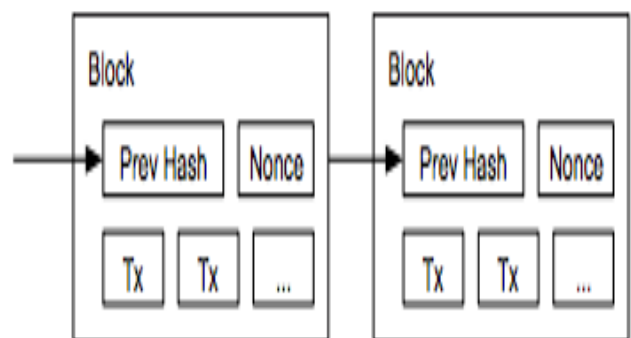 Block
Prev Hash Nonce
Tx Tx ...
Block
Prev Hash Nonce
Tx Tx ...